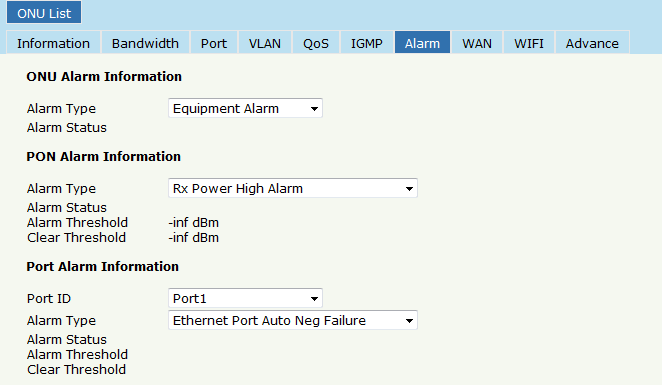 ONU List
Information Bandwidth Port VLAN QoS IGMP Alarm WAN WIFI Advance
ONU Alarm Information
Alarm Type Equipment Alarm
Alarm Status
PON Alarm Information
Alarm Type Rx Power High Alarm
Alarm Status
Alarm Threshold -inf dBm
Clear Threshold -inf dBm
Port Alarm Information
Port ID Port1
Alarm Type Ethernet Port Auto Neg Failure
Alarm Status
Alarm Threshold
Clear Threshold